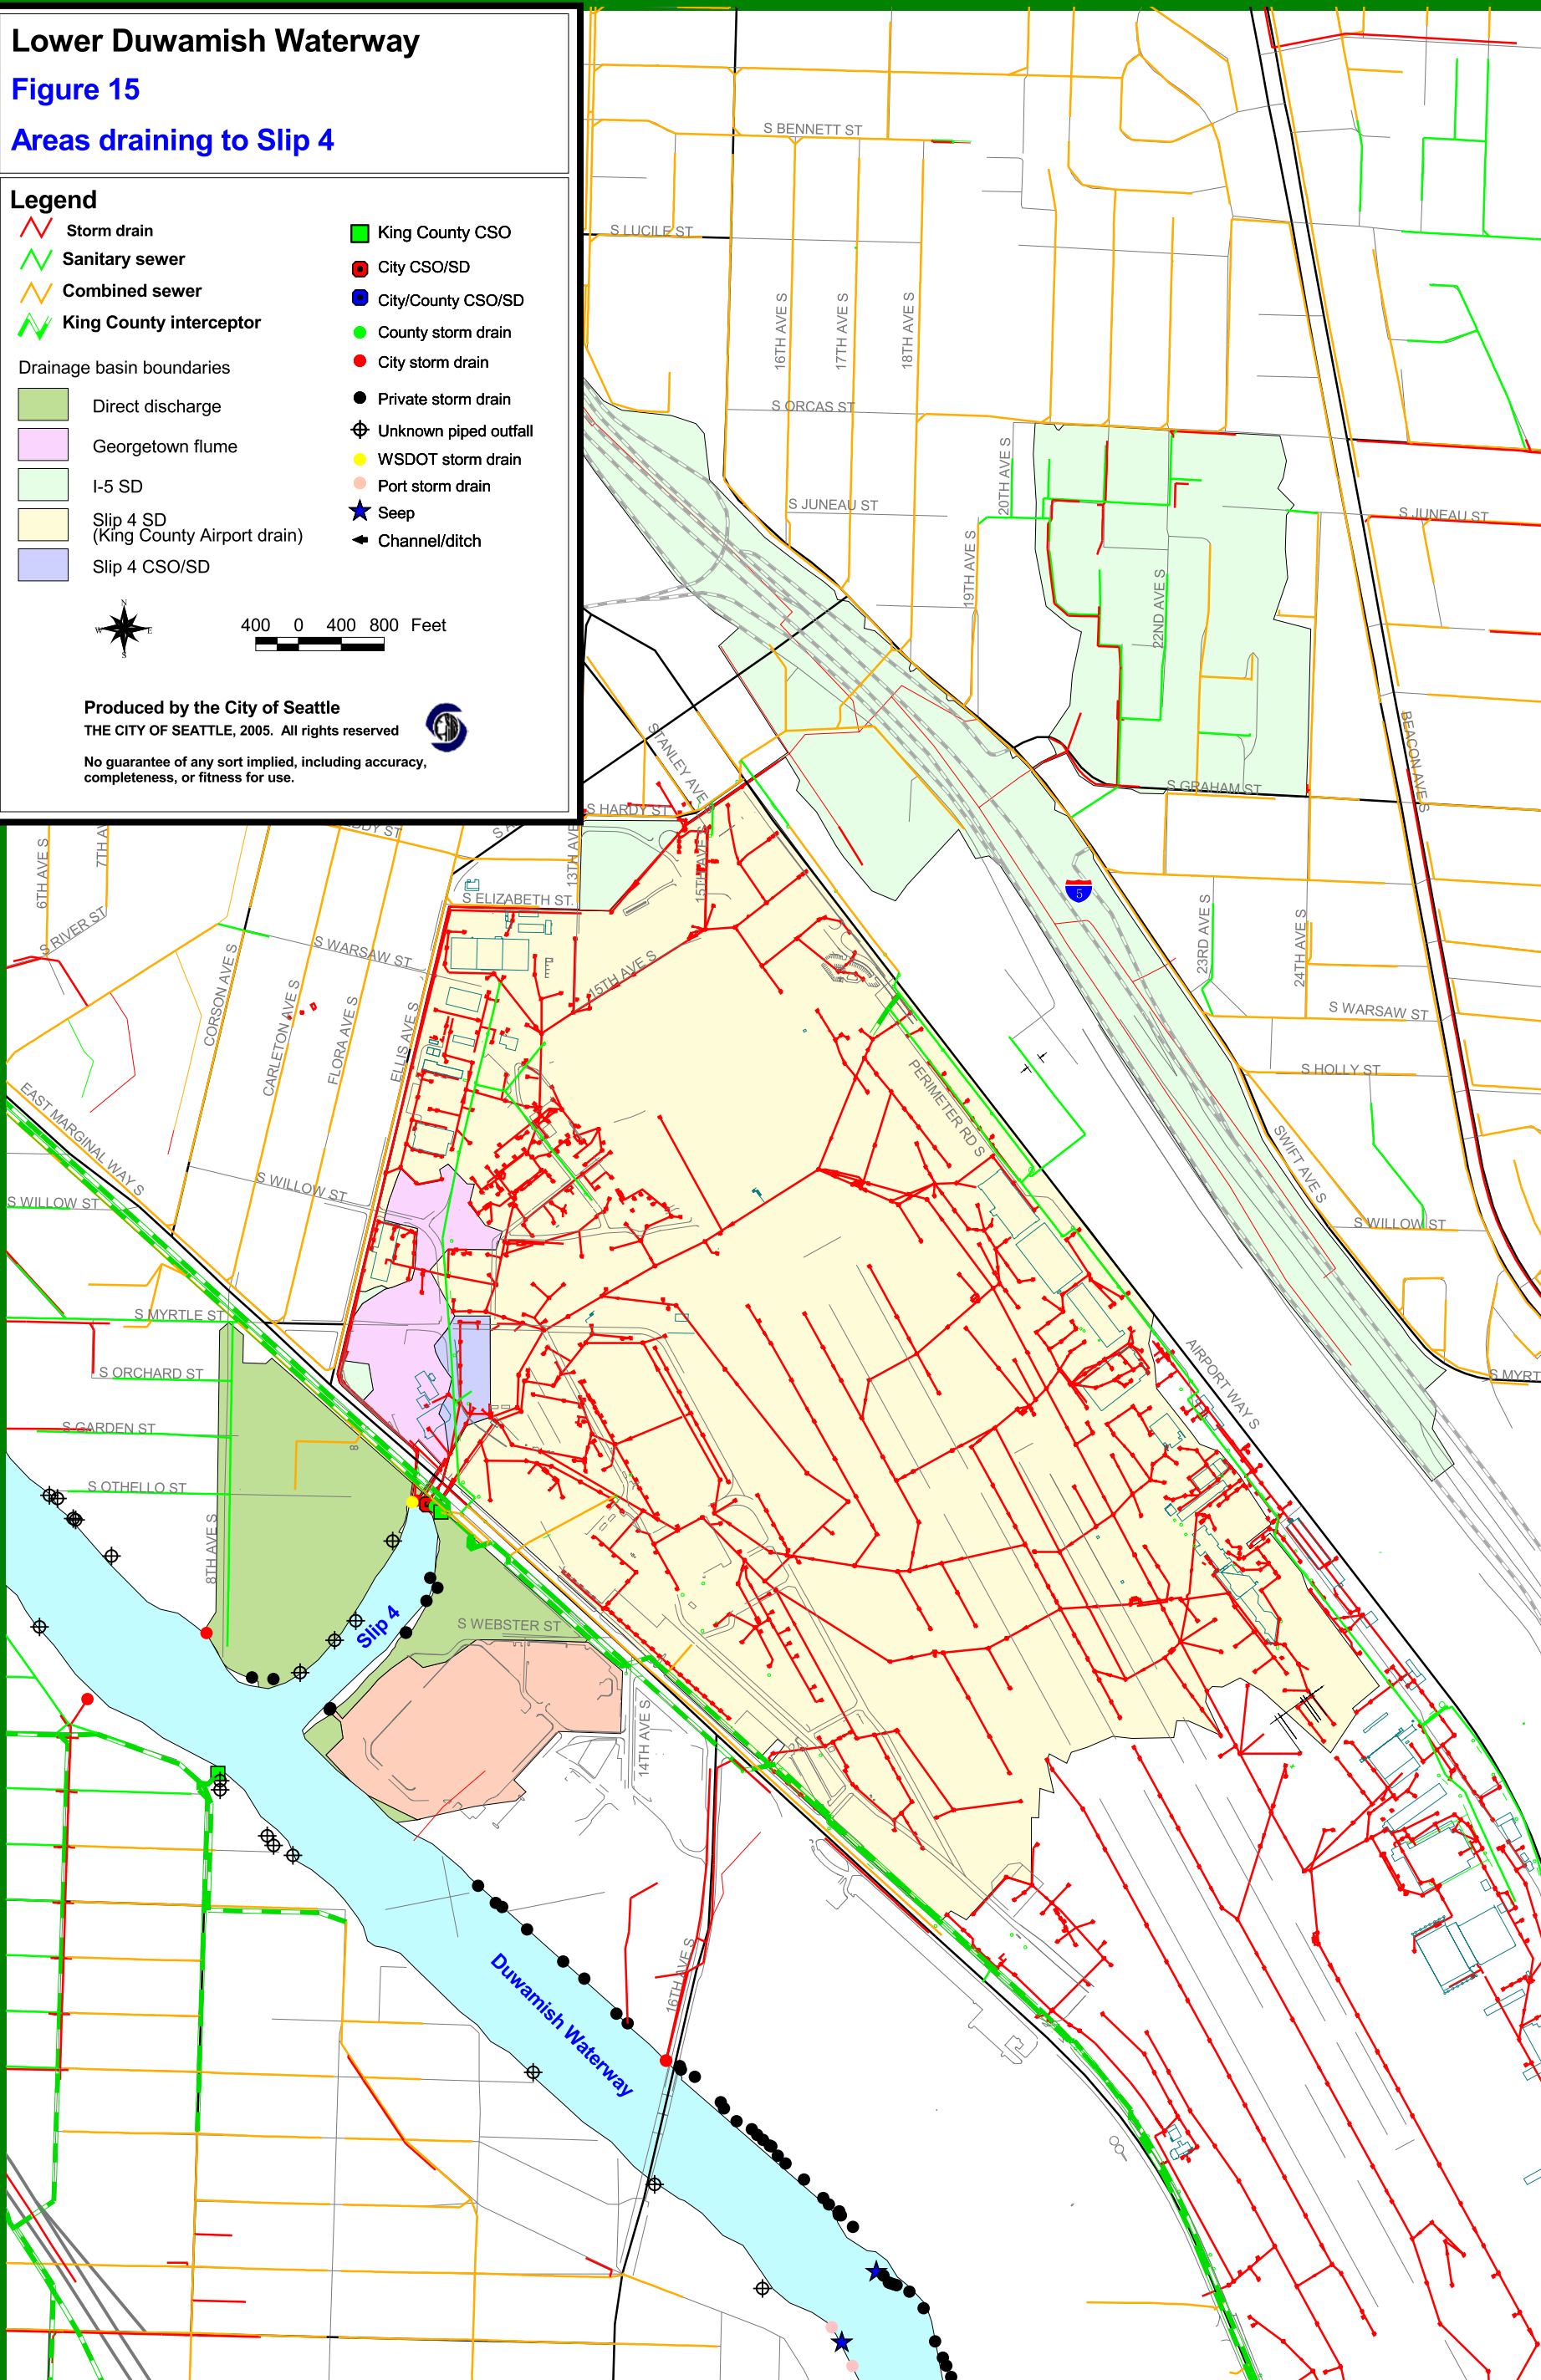 Lower Duwamish Waterway
Figure 15
Areas draining to Slip 4
Legend
Storm drain
Sanitary sewer
Combined sewer
King County interceptor
Drainage basin boundaries
Direct discharge
Georgetown flume
I-5 SD
Slip 4 SD
(King County Airport drain)
Slip 4 CSO/SD
King County CSO
City CSO/SD
City/County CSO/SD
County storm drain
City storm drain
Private storm drain
Unknown piped outfall
WSDOT storm drain
Port storm drain
Seep
Channel/ditch
N
W
E
S
400 0 400 800 Feet
Produced by the City of Seattle
THE CITY OF SEATTLE, 2005. All rights reserved
No guarantee of any sort implied, including accuracy,
completeness, or fitness for use.
S BENNETT ST
S LUCILE ST
16TH AVE S
17TH AVE S
18TH AVE S
S ORCAS ST
20TH AVE S
S JUNEAU ST
S JUNEAU ST
19TH AVE S
22ND AVE S
STANLEY AVE S
BEACON AVE S
S GRAHAM ST
S HARDY ST
13TH AVE
15TH AVE S
6TH AVE S
7TH AV
S ELIZABETH ST.
5
S RIVER ST
S WARSAW ST
CORSON AVE S
CARLETON AVE S
FLORA AVE S
ELLIS AVE S
15TH AVE S
23RD AVE S
24TH AVE S
S WARSAW ST
PERIMETER RD S
S HOLLY ST
EAST MARGINAL WAY S
S WILLOW ST
S WILLOW ST
SWIFT AVE S
S WILLOW ST
S MYRTLE ST
AIRPORT WAY S
S MYRT
S ORCHARD ST
S GARDEN ST
S OTHELLO ST
8TH AVE S
Slip 4
S WEBSTER ST
14TH AVE S
16TH AVE S
Duwamish Waterway